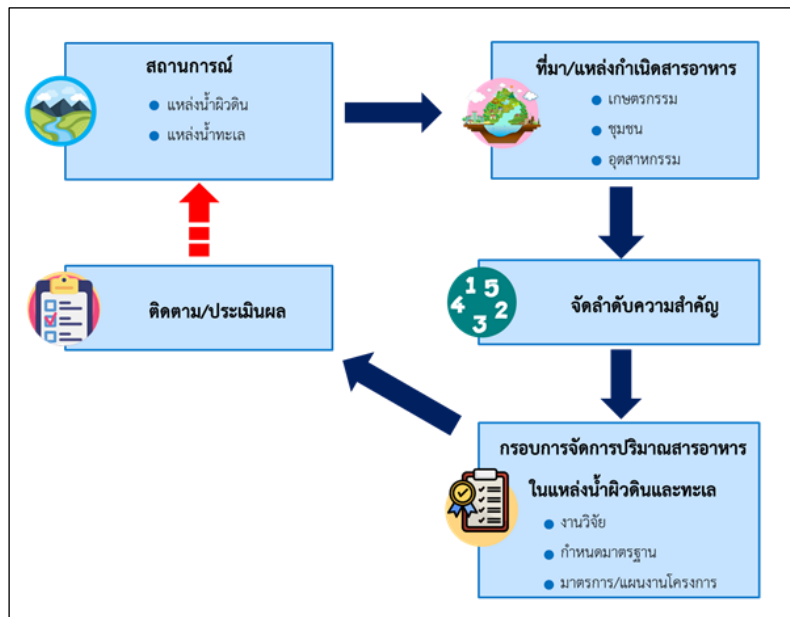 สถานการณ์
แหล่งน้ำผิวดิน
แหล่งน้ำทะเล
ที่มา/แหล่งกำเนิดสารอาหาร
เกษตรกรรม
ชุมชน
อุตสาหกรรม
จัดลำดับความสำคัญ
1 5
4 2
3
กรอบการจัดการปริมาณสารอาหาร
ในแหล่งน้ำผิวดินและทะเล
งานวิจัย
กำหนดมาตรฐาน
มาตรการ/แผนงานโครงการ
ติดตาม/ประเมินผล